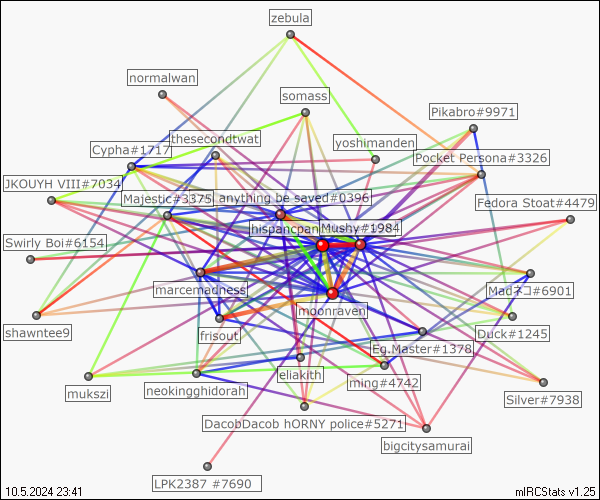 zebula
normalwan
somass
Pikabro#9971
thesecondtwat
yoshimanden
Cypha#1717
Pocket Persona#3326
JKOUYH VIII#7034
Majestic#3375
anything be saved#0396
Fedora Stoat#4479
hispancpan
Mushy#1984
Swirly Boi#6154
marcemadness
Madネコ#6901
moonraven
shawntee9
frisout
Duck#1245
Eg.Master#1378
eliakith
ming#4742
mukszi
neokingghidorah
Silver#7938
DacobDacob hORNY police#5271
bigcitysamurai
LPK2387 #7690
10.5.2024 23:41
mIRCStats v1.25